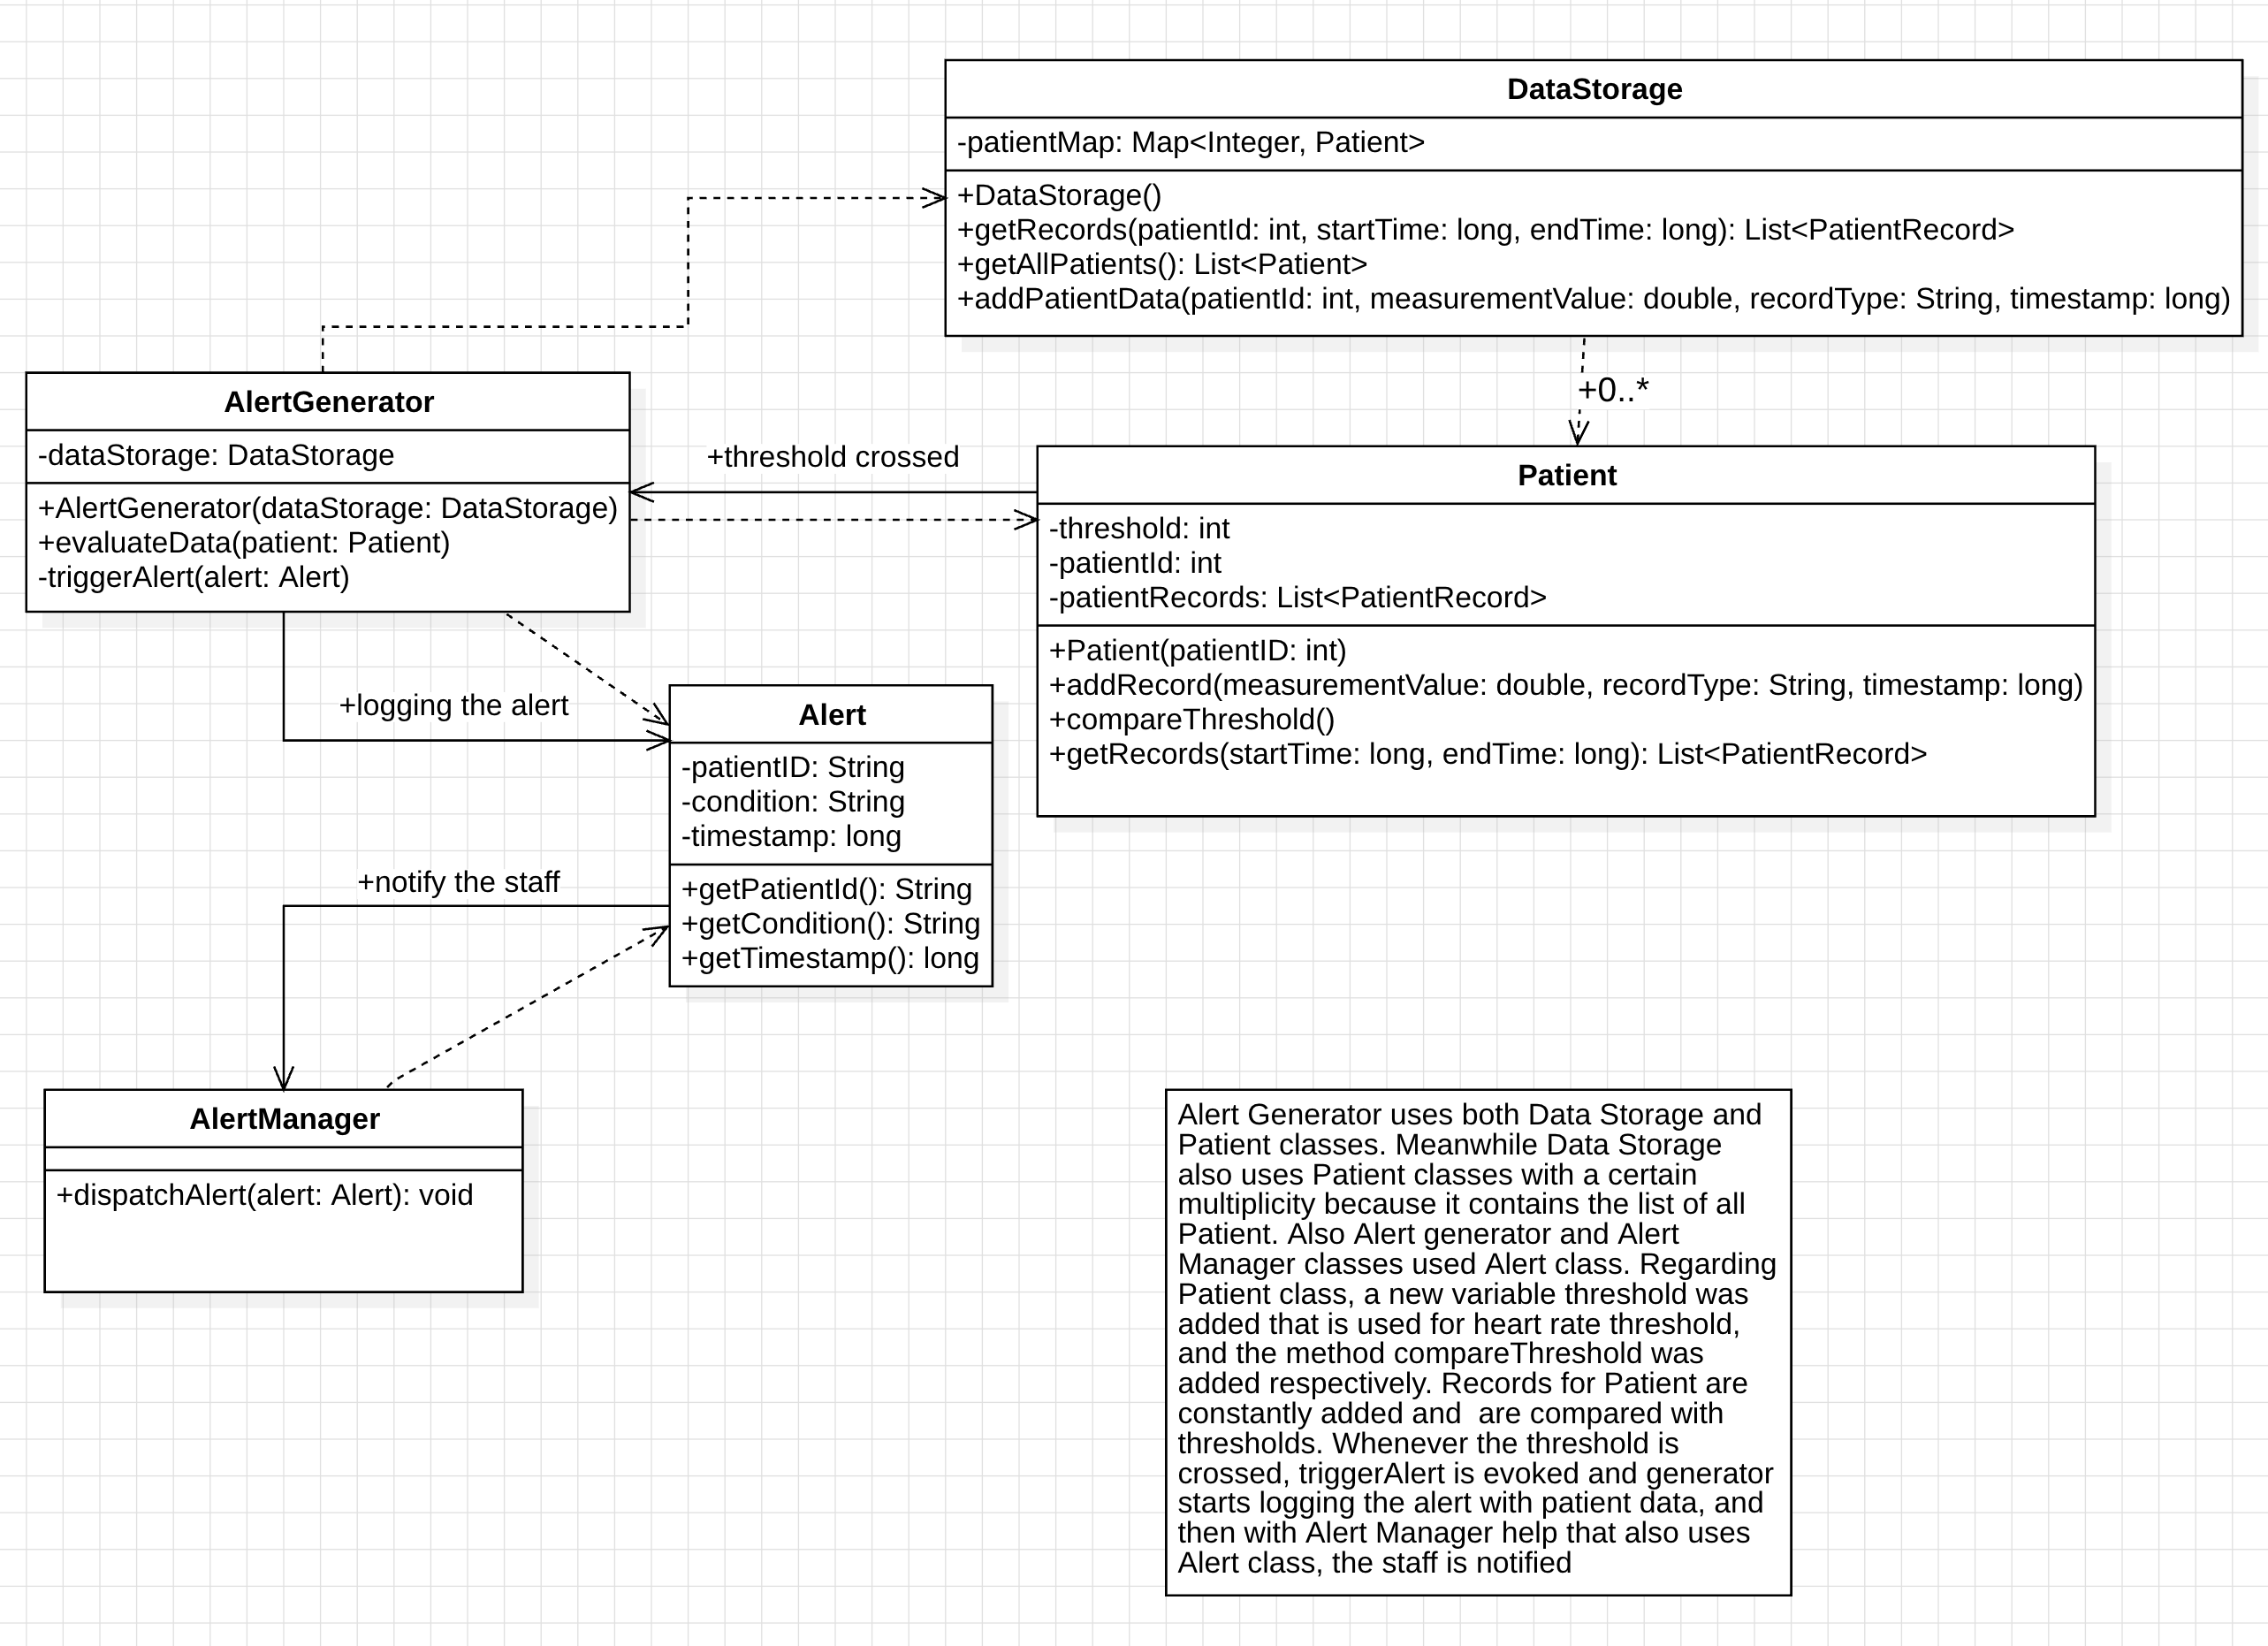 DataStorage
-patientMap: Map<Integer, Patient>
+DataStorage()
+getRecords(patientId: int, startTime: long, endTime: long): List<PatientRecord>
+getAllPatients(): List<Patient>
+addPatientData(patientId: int, measurementValue: double, recordType: String, timestamp: long)
+0..*
AlertGenerator
-dataStorage: DataStorage
+AlertGenerator(dataStorage: DataStorage)
+evaluateData(patient: Patient)
-triggerAlert(alert: Alert)
+threshold crossed
Patient
-threshold: int
-patientId: int
-patientRecords: List<PatientRecord>
+Patient(patientID: int)
+addRecord(measurementValue: double, recordType: String, timestamp: long)
+compareThreshold()
+getRecords(startTime: long, endTime: long): List<PatientRecord>
+logging the alert
Alert
-patientID: String
-condition: String
-timestamp: long
+getPatientId(): String
+getCondition(): String
+getTimestamp(): long
+notify the staff
AlertManager
+dispatchAlert(alert: Alert): void
Alert Generator uses both Data Storage and
Patient classes. Meanwhile Data Storage
also uses Patient classes with a certain
multiplicity because it contains the list of all
Patient. Also Alert generator and Alert
Manager classes used Alert class. Regarding
Patient class, a new variable threshold was
added that is used for heart rate threshold,
and the method compareThreshold was
added respectively. Records for Patient are
constantly added and  are compared with
thresholds. Whenever the threshold is
crossed, triggerAlert is evoked and generator
starts logging the alert with patient data, and
then with Alert Manager help that also uses
Alert class, the staff is notified